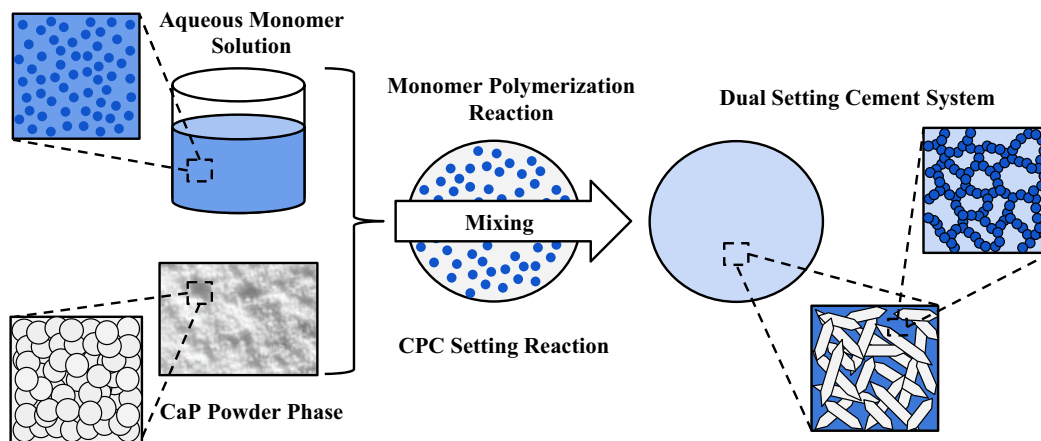 Aqueous Monomer
Solution
Monomer Polymerization
Reaction
Dual Setting Cement System
Mixing
CPC Setting Reaction
CaP Powder Phase